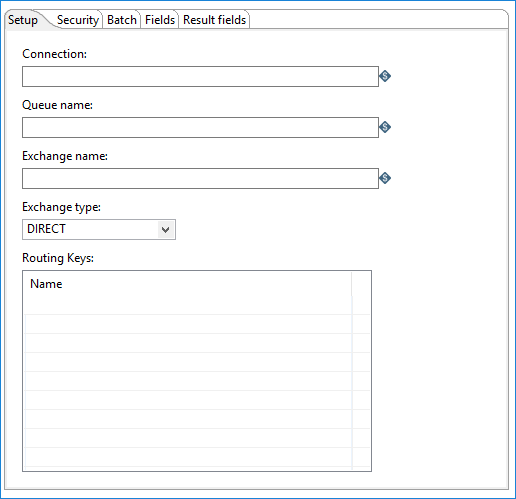 Setup Security Batch Fields Result fields
Connection:
Queue name:
Exchange name:
Exchange type:
DIRECT
Routing Keys:
Name